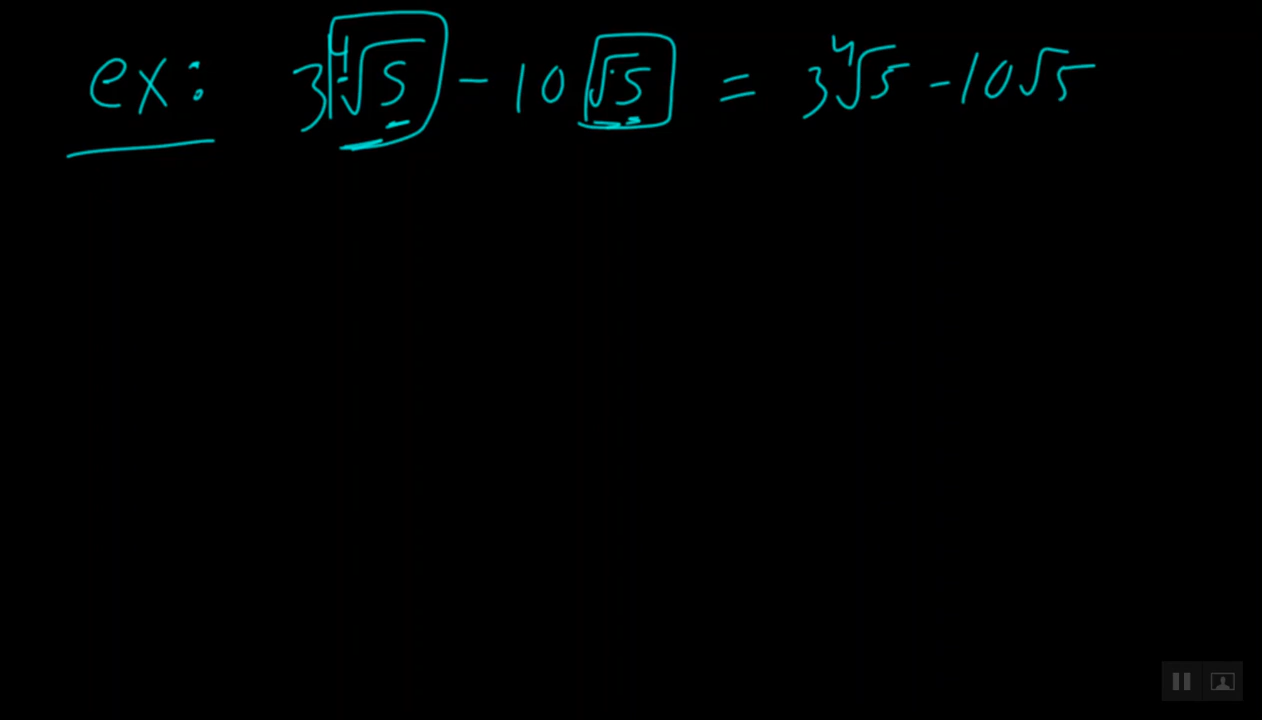 ex: 3∜5 - 10√5 = 3∜5 - 10√5